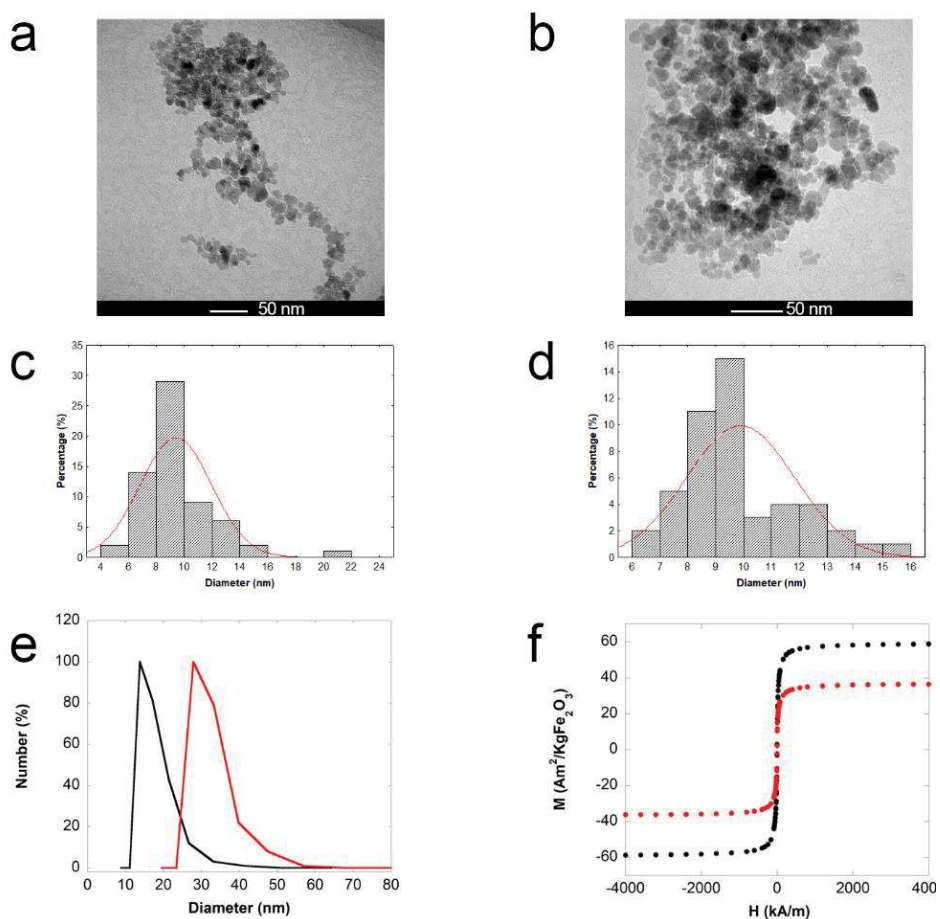 a
b
50 nm
50 nm
c
d
35
30
25
20
15
10
5
0
Percentage (%)
4 6 8 10 12 14 16 18 20 22 24
Diameter (nm)
16
14
12
10
8
6
4
2
0
Percentage (%)
6 7 8 9 10 11 12 13 14 15 16
Diameter (nm)
e
f
120
100
80
60
40
20
0
Number (%)
0 10 20 30 40 50 60 70 80
Diameter (nm)
60
40
20
0
-20
-40
-60
M (Am²/KgFe₂O₃)
-4000 -2000 0 2000 4000
H (kA/m)